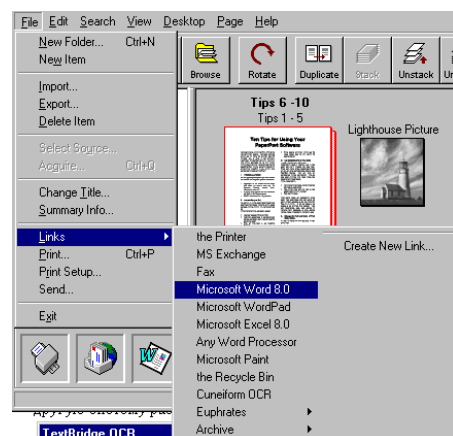 File Edit Search View Desktop Page Help
New Folder... Ctrl+N
New Item
Import...
Export...
Delete Item
Select Source...
Acquire... Ctrl+Q
Change Title...
Summary Info...
Links
Print... Ctrl+P
Print Setup...
Send...
Exit
Browse
Rotate
Duplicate
Stack
Unstack
Tips 6 -10
Tips 1 - 5
Ten Tips for Using Your
PaperPort Software
Lighthouse Picture
the Printer
MS Exchange
Fax
Microsoft Word 8.0
Microsoft WordPad
Microsoft Excel 8.0
Any Word Processor
Microsoft Paint
the Recycle Bin
Cuneiform OCR
Euphrates
Archive
Create New Link...
TextBridge OCR